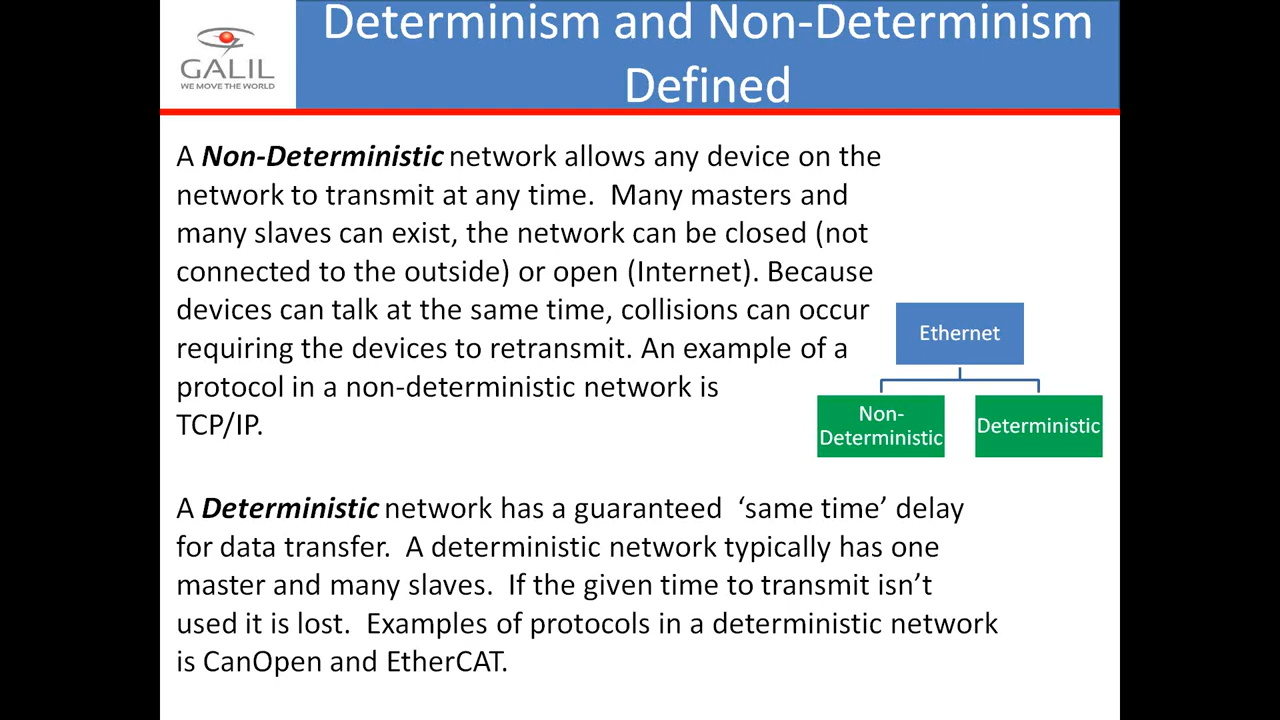 GALIL
WE MOVE THE WORLD
Determinism and Non-Determinism
Defined
A Non-Deterministic network allows any device on the
network to transmit at any time.  Many masters and
many slaves can exist, the network can be closed (not
connected to the outside) or open (Internet). Because
devices can talk at the same time, collisions can occur
requiring the devices to retransmit. An example of a
protocol in a non-deterministic network is
TCP/IP.
Ethernet
Non-
Deterministic
Deterministic
A Deterministic network has a guaranteed  ‘same time’ delay
for data transfer.  A deterministic network typically has one
master and many slaves.  If the given time to transmit isn’t
used it is lost.  Examples of protocols in a deterministic network
is CanOpen and EtherCAT.